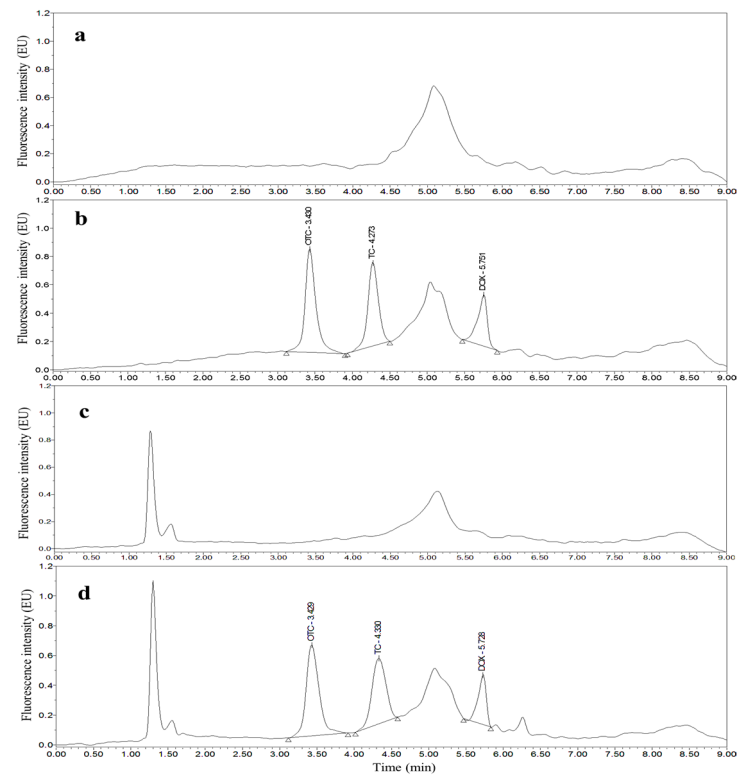 Fluorescence intensity (EU)
a
1.2
1.0
0.8
0.6
0.4
0.2
0.0
0.00 0.50 1.00 1.50 2.00 2.50 3.00 3.50 4.00 4.50 5.00 5.50 6.00 6.50 7.00 7.50 8.00 8.50 9.00
Fluorescence intensity (EU)
b
1.2
1.0
0.8
0.6
0.4
0.2
0.0
OTC - 3.430
TC - 4.273
DOX - 5.751
0.00 0.50 1.00 1.50 2.00 2.50 3.00 3.50 4.00 4.50 5.00 5.50 6.00 6.50 7.00 7.50 8.00 8.50 9.00
Fluorescence intensity (EU)
c
1.2
1.0
0.8
0.6
0.4
0.2
0.0
0.00 0.50 1.00 1.50 2.00 2.50 3.00 3.50 4.00 4.50 5.00 5.50 6.00 6.50 7.00 7.50 8.00 8.50 9.00
Fluorescence intensity (EU)
d
1.2
1.0
0.8
0.6
0.4
0.2
0.0
OTC - 3.429
TC - 4.330
DOX - 5.728
0.00 0.50 1.00 1.50 2.00 2.50 3.00 3.50 4.00 4.50 5.00 5.50 6.00 6.50 7.00 7.50 8.00 8.50 9.00
Time (min)